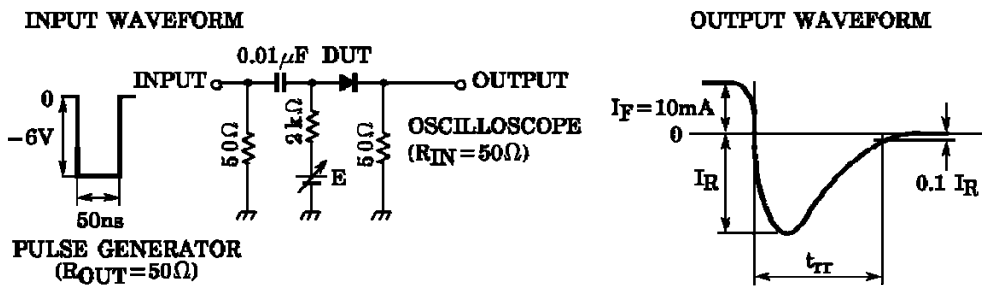 INPUT WAVEFORM
OUTPUT WAVEFORM
0.01μF DUT
INPUT
OUTPUT
0
-6V
50Ω
2kΩ
50Ω
E
OSCILLOSCOPE
(RIN=50Ω)
50ns
PULSE GENERATOR
(ROUT=50Ω)
IF=10mA
0
IR
0.1 IR
trr